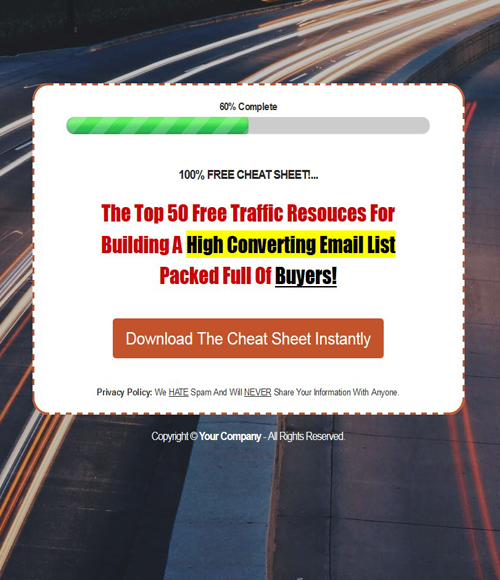 60% Complete
100% FREE CHEAT SHEET!...
The Top 50 Free Traffic Resouces For
Building A High Converting Email List
Packed Full Of Buyers!
Download The Cheat Sheet Instantly
Privacy Policy: We HATE Spam And Will NEVER Share Your Information With Anyone.
Copyright © Your Company - All Rights Reserved.